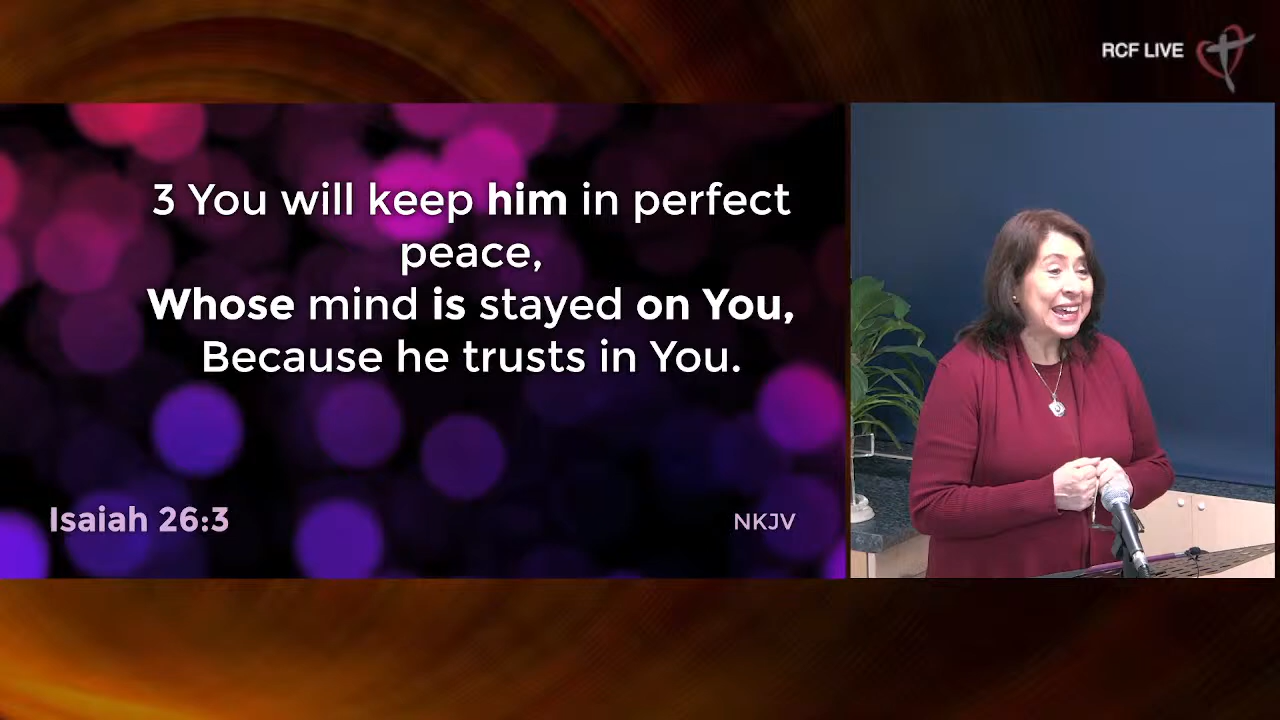 RCF LIVE
3 You will keep him in perfect
peace,
Whose mind is stayed on You,
Because he trusts in You.
Isaiah 26:3
NKJV